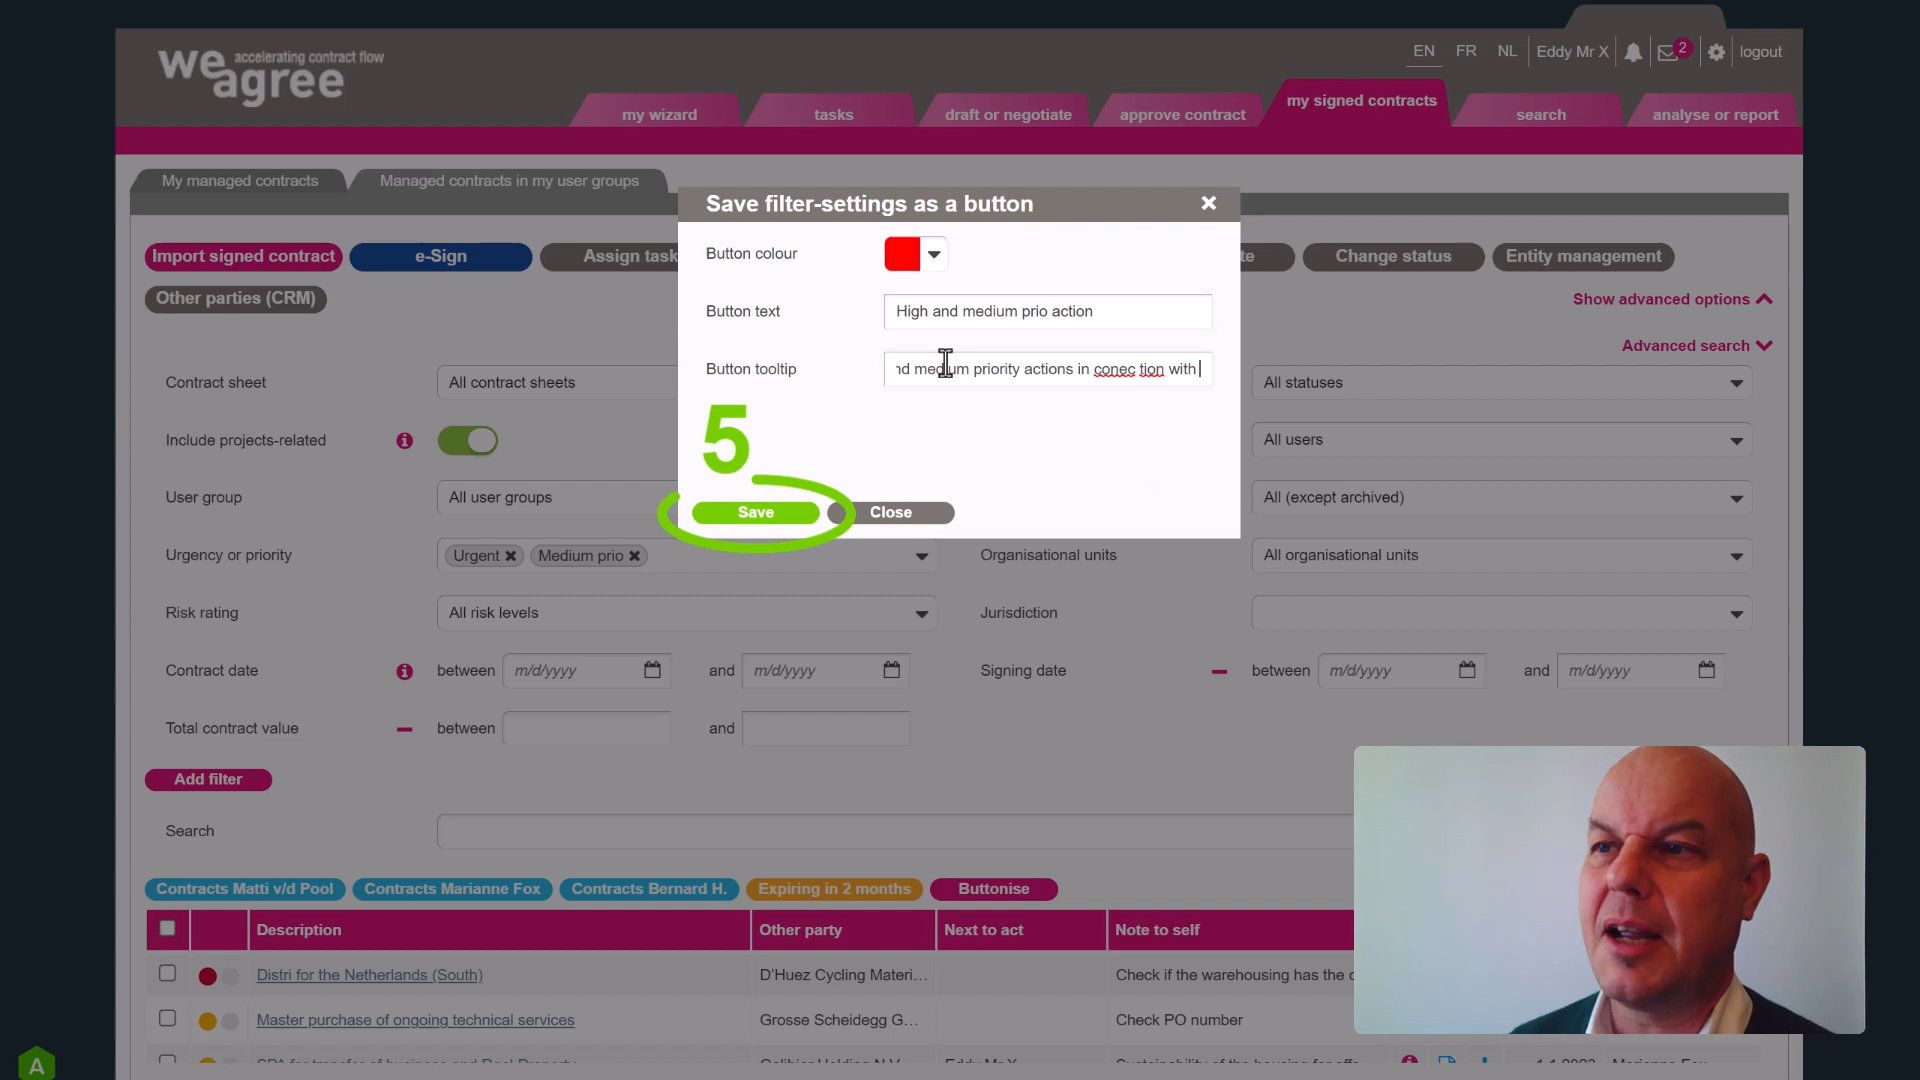 we agree
accelerating contract flow
EN FR NL Eddy Mr X 2 logout
my wizard tasks draft or negotiate approve contract my signed contracts search analyse or report
My managed contracts Managed contracts in my user groups
Save filter-settings as a button
Import signed contract e-Sign Assign task te Change status Entity management
Button colour
Other parties (CRM) Show advanced options
Button text High and medium prio action
Advanced search
Button tooltip nd medium priority actions in conec tion with
Contract sheet All contract sheets All statuses
5
Include projects-related All users
User group All user groups All (except archived)
Save Close
Urgency or priority Urgent Medium prio Organisational units All organisational units
Risk rating All risk levels Jurisdiction
Contract date between m/d/yyyy and m/d/yyyy Signing date between m/d/yyyy and m/d/yyyy
Total contract value between and
Add filter
Search
Contracts Matti v/d Pool Contracts Marianne Fox Contracts Bernard H. Expiring in 2 months Buttonise
Description Other party Next to act Note to self
Distri for the Netherlands (South) D'Huez Cycling Materi... Check if the warehousing has the
Master purchase of ongoing technical services Grosse Scheidegg G... Check PO number
A